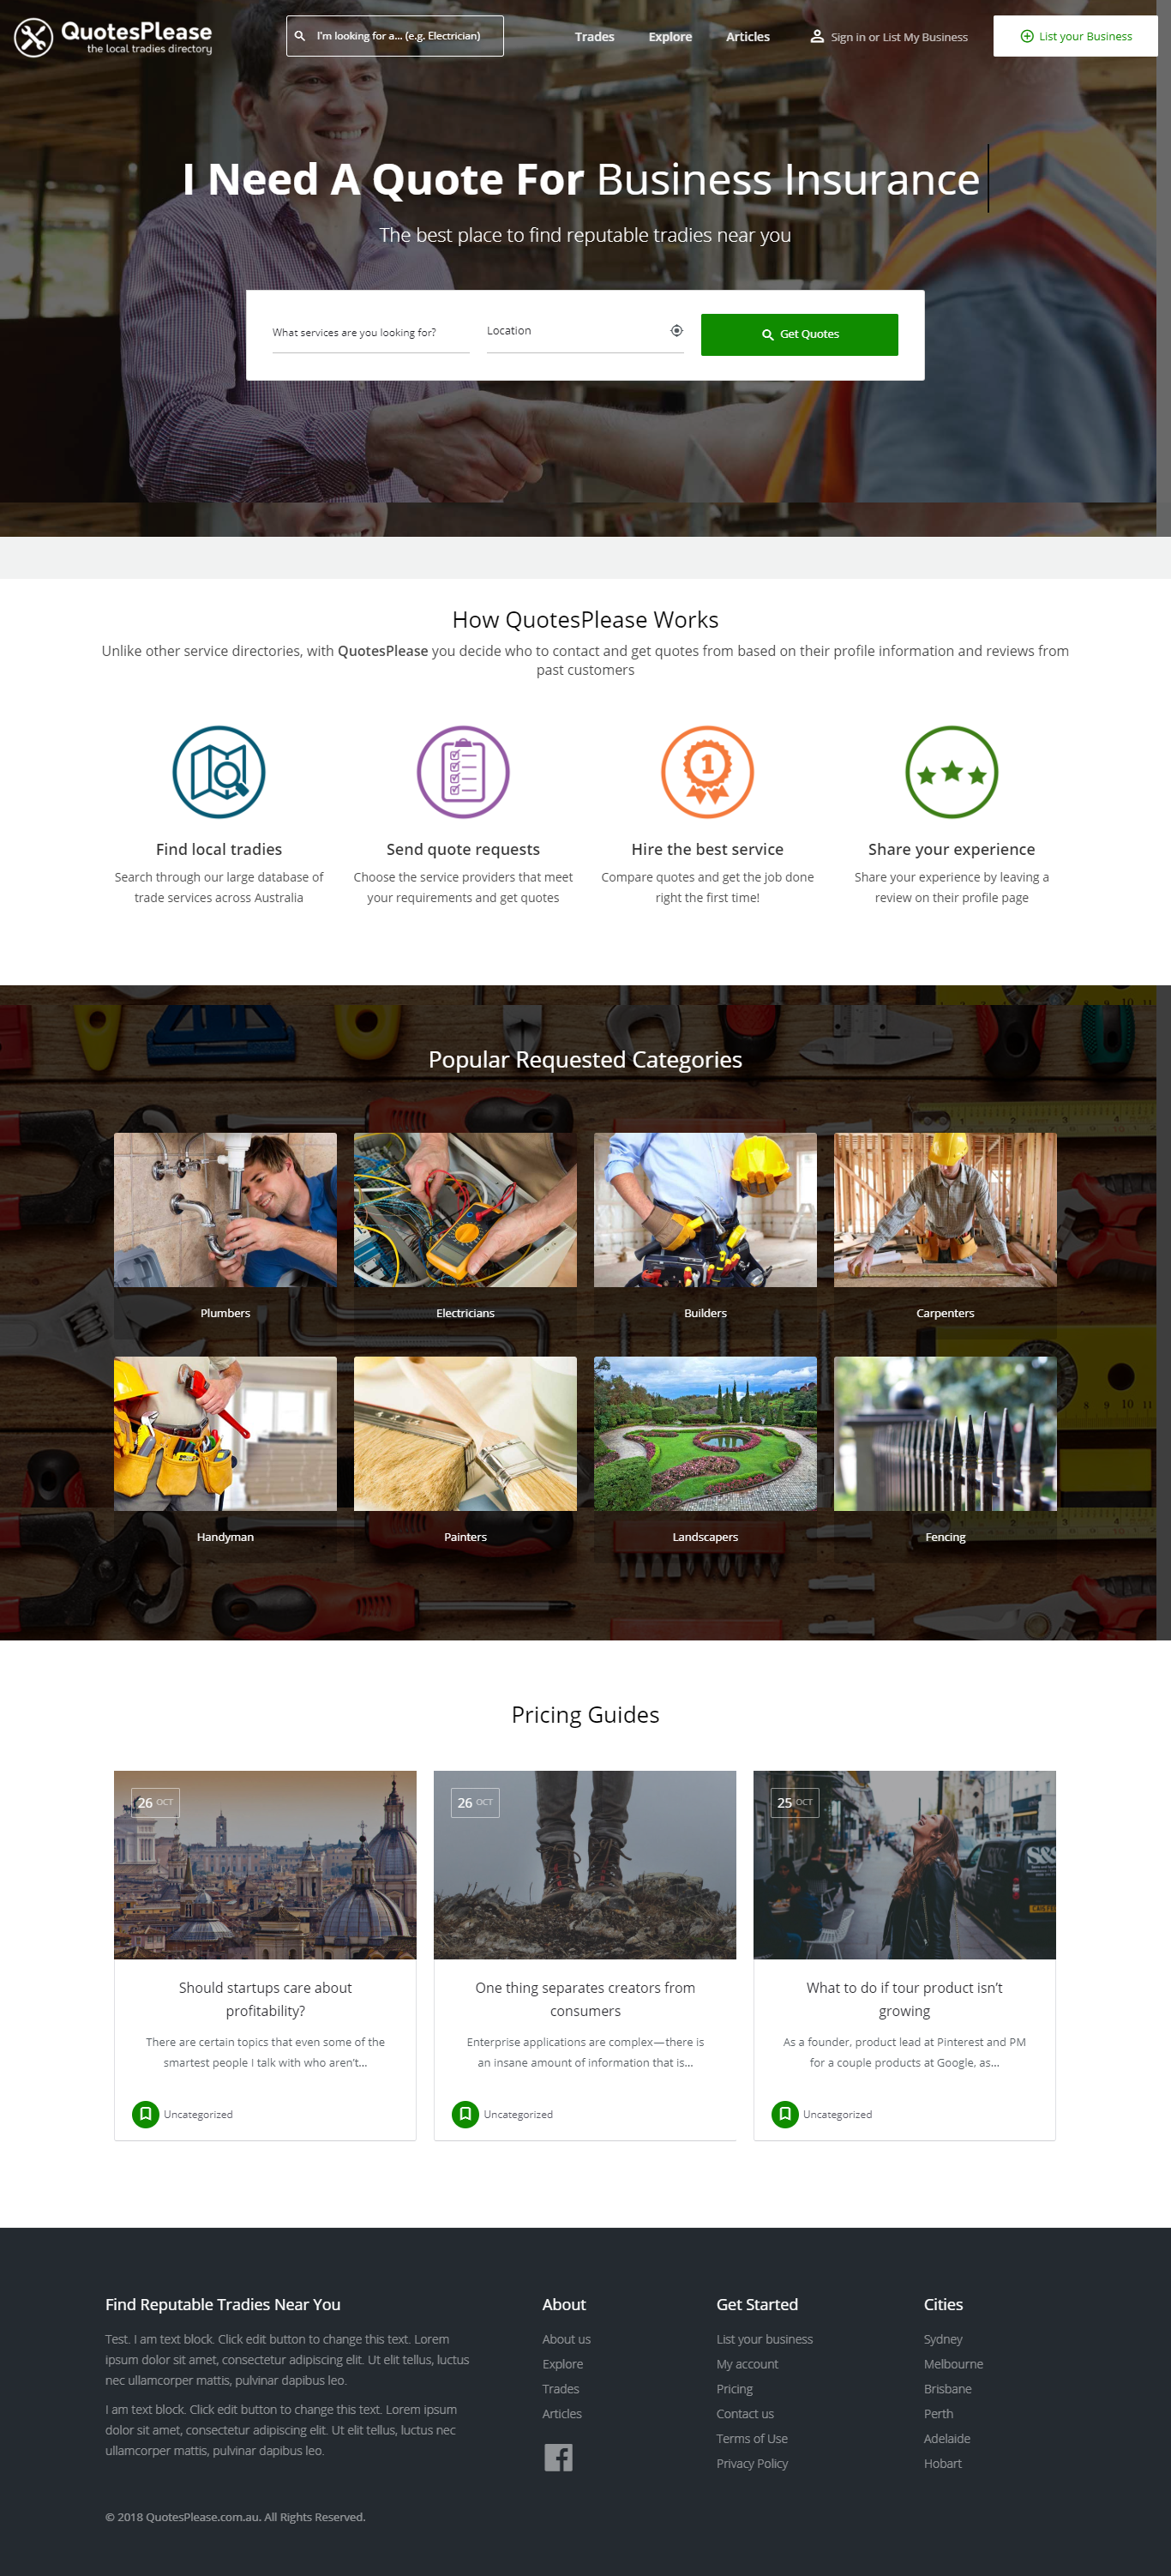 QuotesPlease
the local tradies directory
I'm looking for a... (e.g. Electrician)
Trades
Explore
Articles
Sign in or List My Business
List your Business
I Need A Quote For Business Insurance
The best place to find reputable tradies near you
What services are you looking for?
Location
Get Quotes
How QuotesPlease Works
Unlike other service directories, with QuotesPlease you decide who to contact and get quotes from based on their profile information and reviews from
past customers
1
Find local tradies
Search through our large database of
trade services across Australia
Send quote requests
Choose the service providers that meet
your requirements and get quotes
Hire the best service
Compare quotes and get the job done
right the first time!
Share your experience
Share your experience by leaving a
review on their profile page
Popular Requested Categories
Plumbers
Electricians
Builders
Carpenters
Handyman
Painters
Landscapers
Fencing
Pricing Guides
26 OCT
Should startups care about
profitability?
There are certain topics that even some of the
smartest people I talk with who aren't...
Uncategorized
26 OCT
One thing separates creators from
consumers
Enterprise applications are complex—there is
an insane amount of information that is...
Uncategorized
25 OCT
S&S
What to do if tour product isn't
growing
As a founder, product lead at Pinterest and PM
for a couple products at Google, as...
Uncategorized
Find Reputable Tradies Near You
Test. I am text block. Click edit button to change this text. Lorem
ipsum dolor sit amet, consectetur adipiscing elit. Ut elit tellus, luctus
nec ullamcorper mattis, pulvinar dapibus leo.
I am text block. Click edit button to change this text. Lorem ipsum
dolor sit amet, consectetur adipiscing elit. Ut elit tellus, luctus nec
ullamcorper mattis, pulvinar dapibus leo.
About
About us
Explore
Trades
Articles
Get Started
List your business
My account
Pricing
Contact us
Terms of Use
Privacy Policy
Cities
Sydney
Melbourne
Brisbane
Perth
Adelaide
Hobart
© 2018 QuotesPlease.com.au. All Rights Reserved.